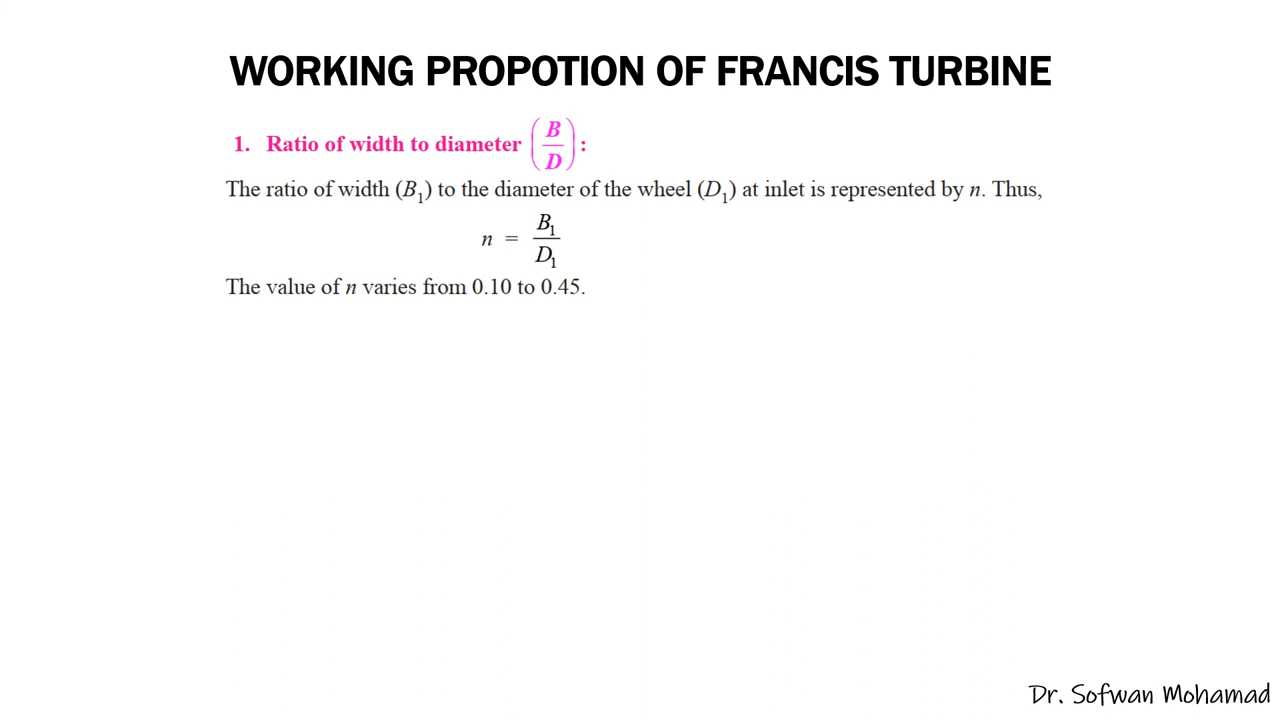 WORKING PROPOTION OF FRANCIS TURBINE
1. Ratio of width to diameter (B/D) :
The ratio of width (B₁) to the diameter of the wheel (D₁) at inlet is represented by n. Thus,
n = B₁/D₁
The value of n varies from 0.10 to 0.45.
Dr. Sofwan Mohamad